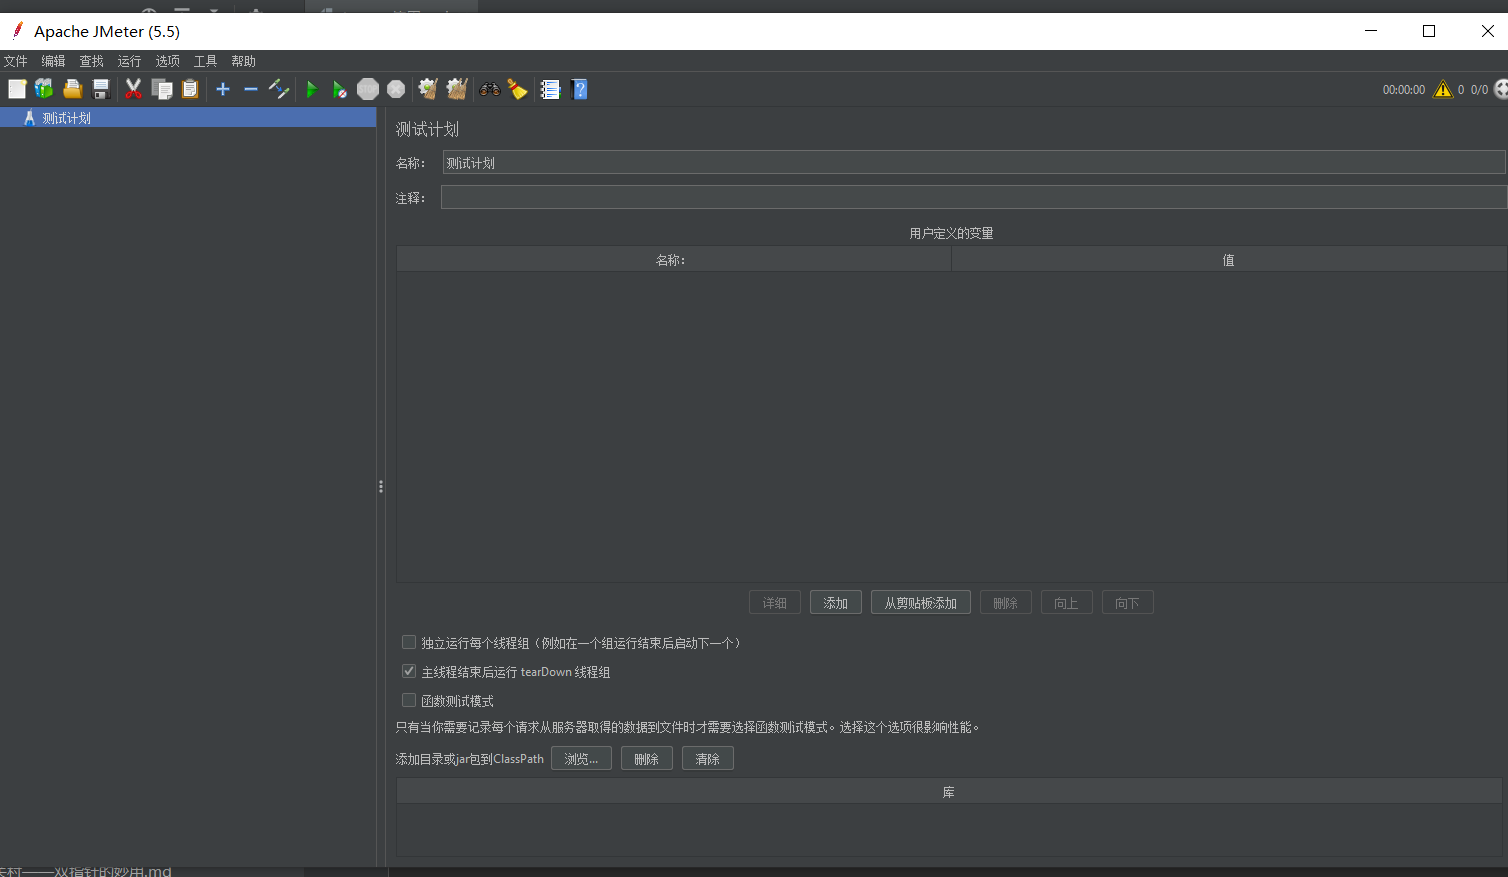 Apache JMeter (5.5)
文件 编辑 查找 运行 选项 工具 帮助
00:00:00 0 0/0
测试计划
测试计划
名称： 测试计划
注释：
用户定义的变量
名称: 值
详细 添加 从剪贴板添加 删除 向上 向下
独立运行每个线程组（例如在一个组运行结束后启动下一个）
主线程结束后运行 tearDown 线程组
函数测试模式
只有当你需要记录每个请求从服务器取得的数据到文件时才需要选择函数测试模式。选择这个选项很影响性能。
添加目录或jar包到ClassPath 浏览... 删除 清除
库
双指针的妙用.md